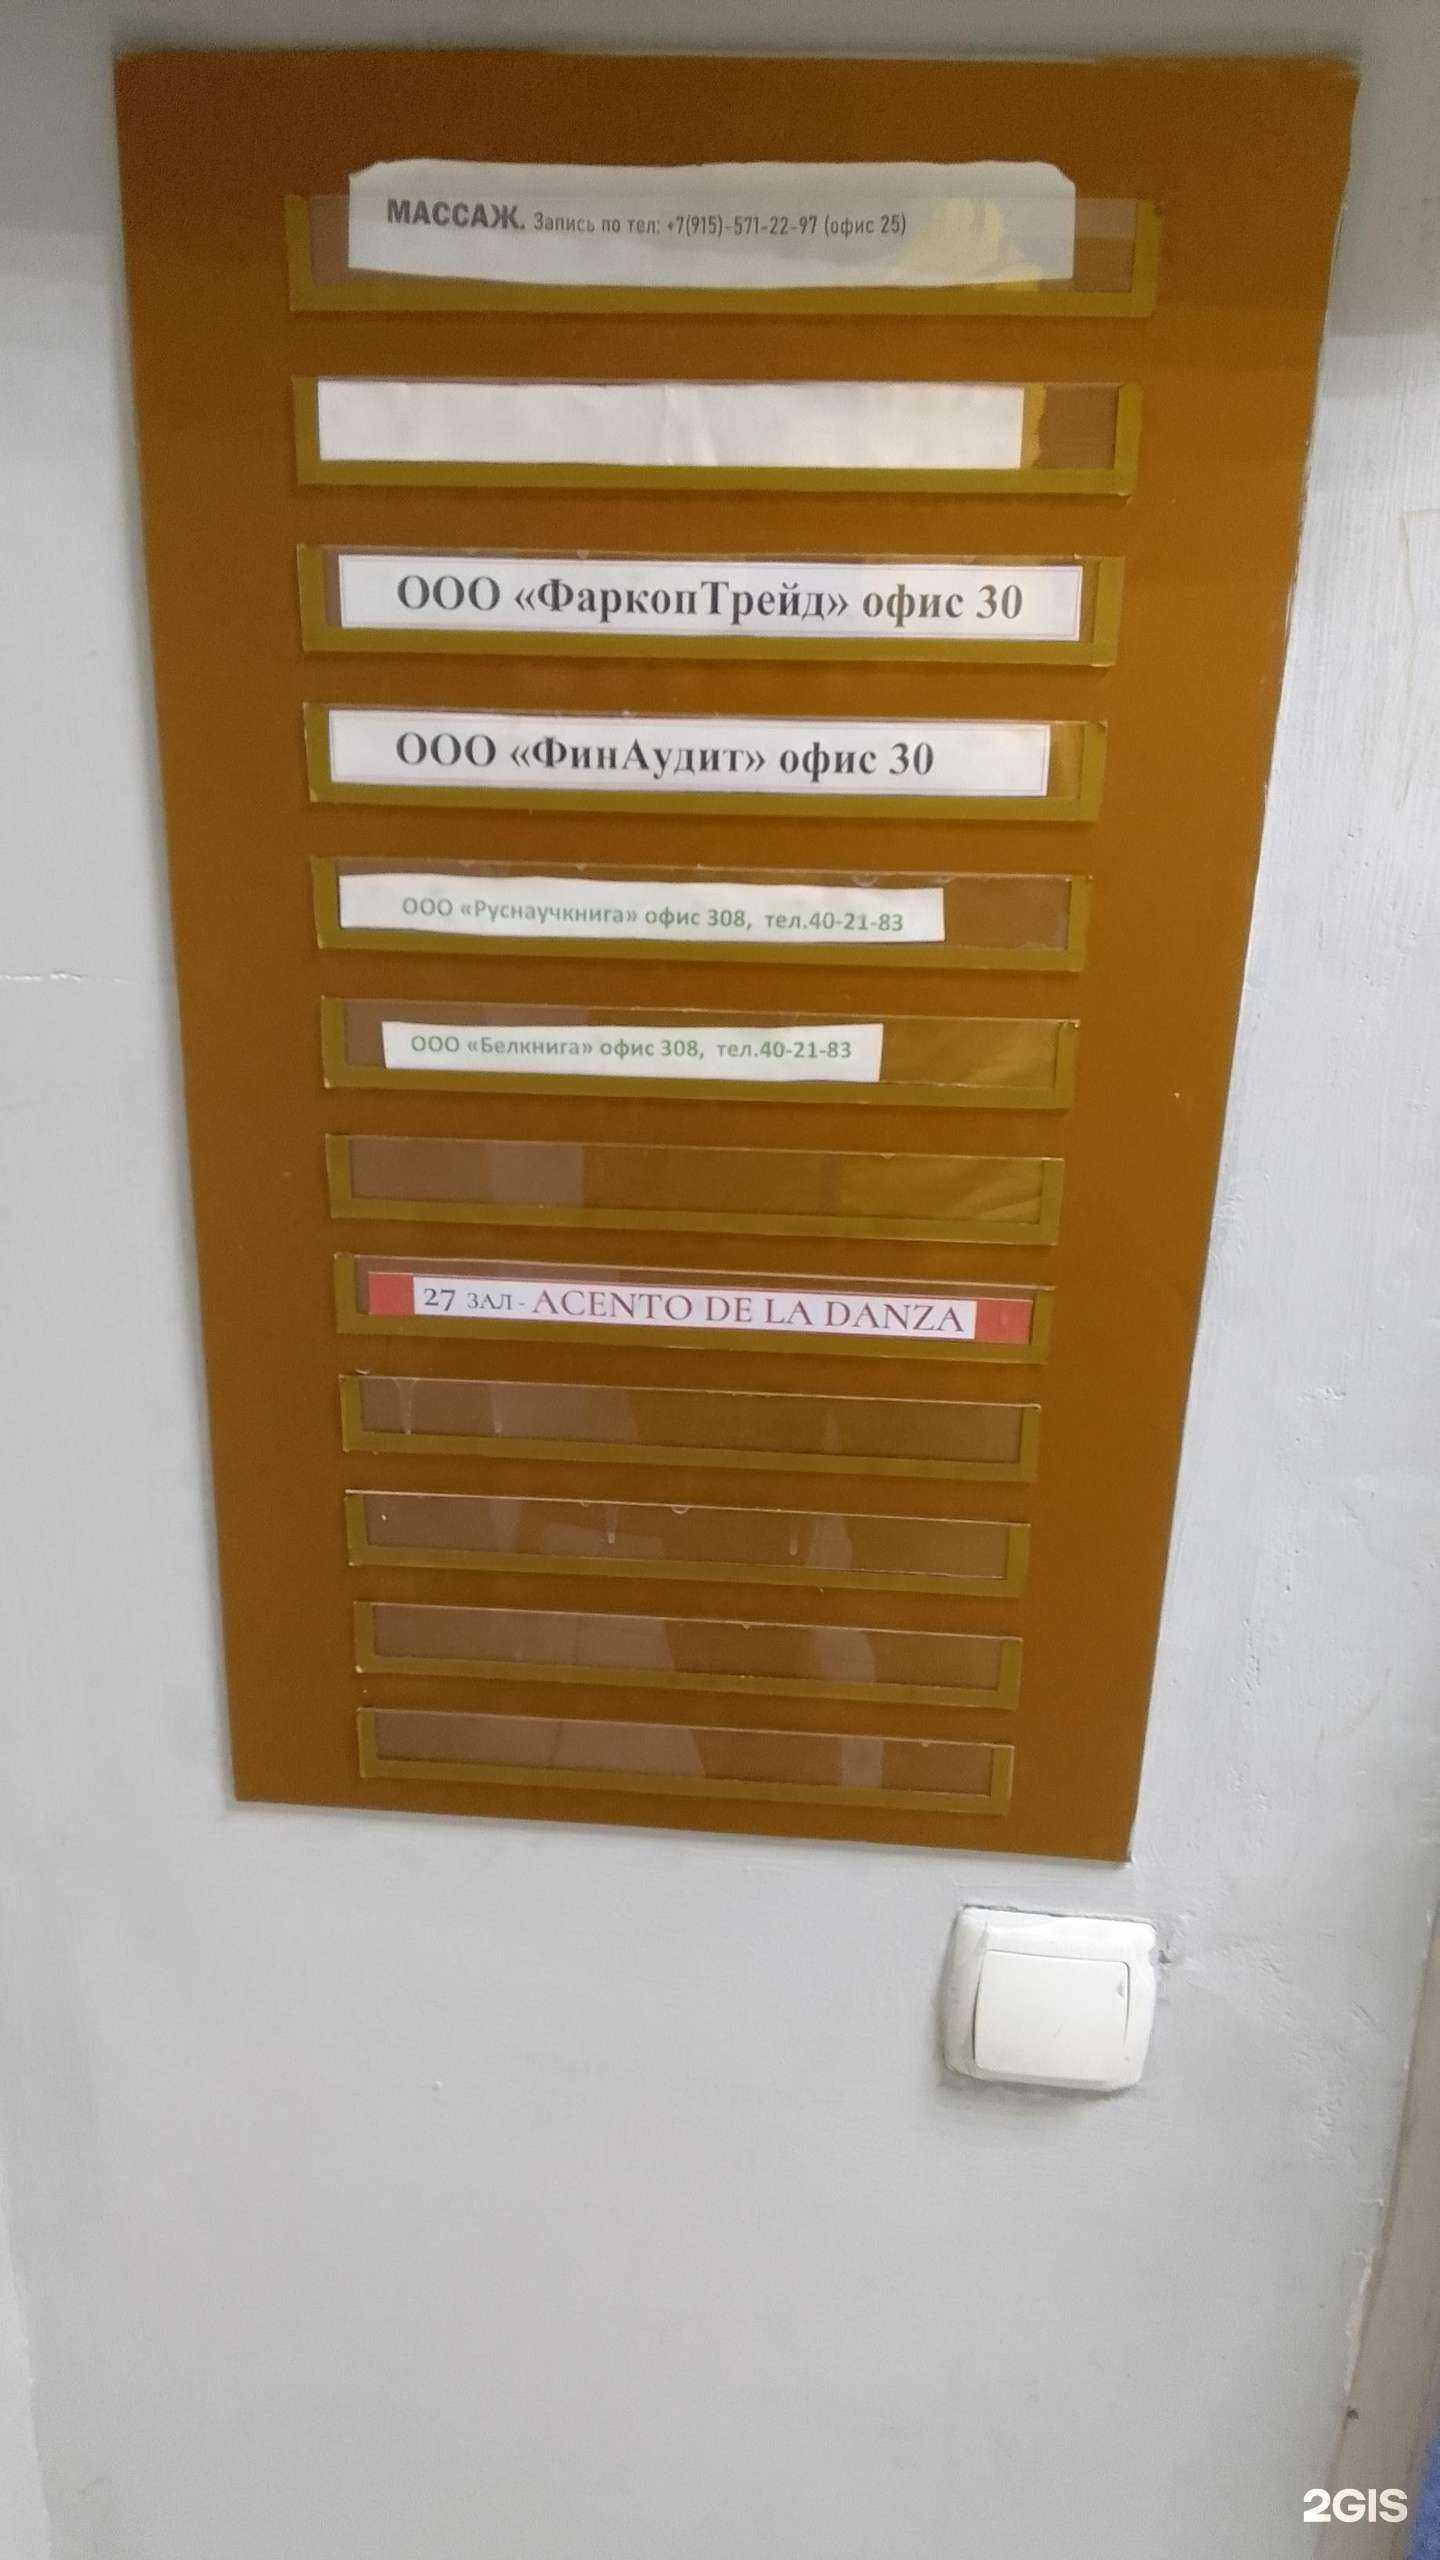 МАССАЖ. Запись по тел: +7(915)-571-22-97 (офис 25)
ООО «ФаркопТрейд» офис 30
ООО «ФинАудит» офис 30
ООО «Руснаучкнига» офис 308, тел.40-21-83
ООО «Белкнига» офис 308, тел.40-21-83
27 ЗАЛ - ACENTO DE LA DANZA
2GIS